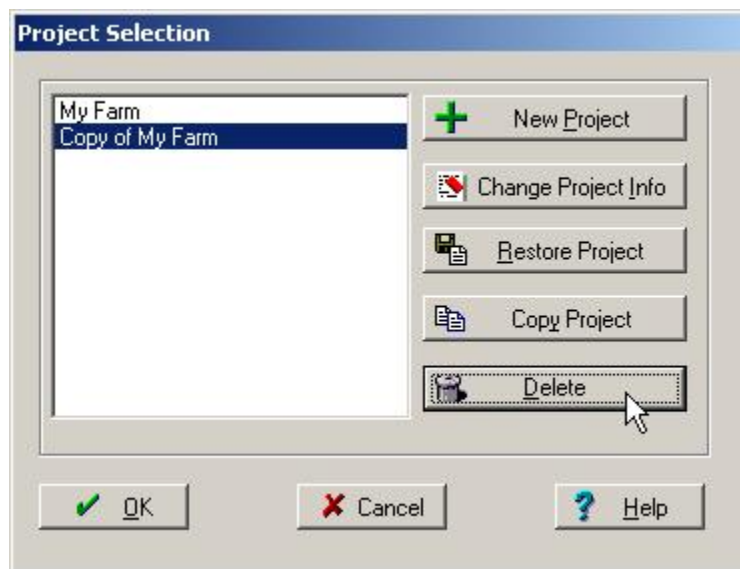 Project Selection
My Farm
Copy of My Farm
New Project
Change Project Info
Restore Project
Copy Project
Delete
OK
Cancel
Help